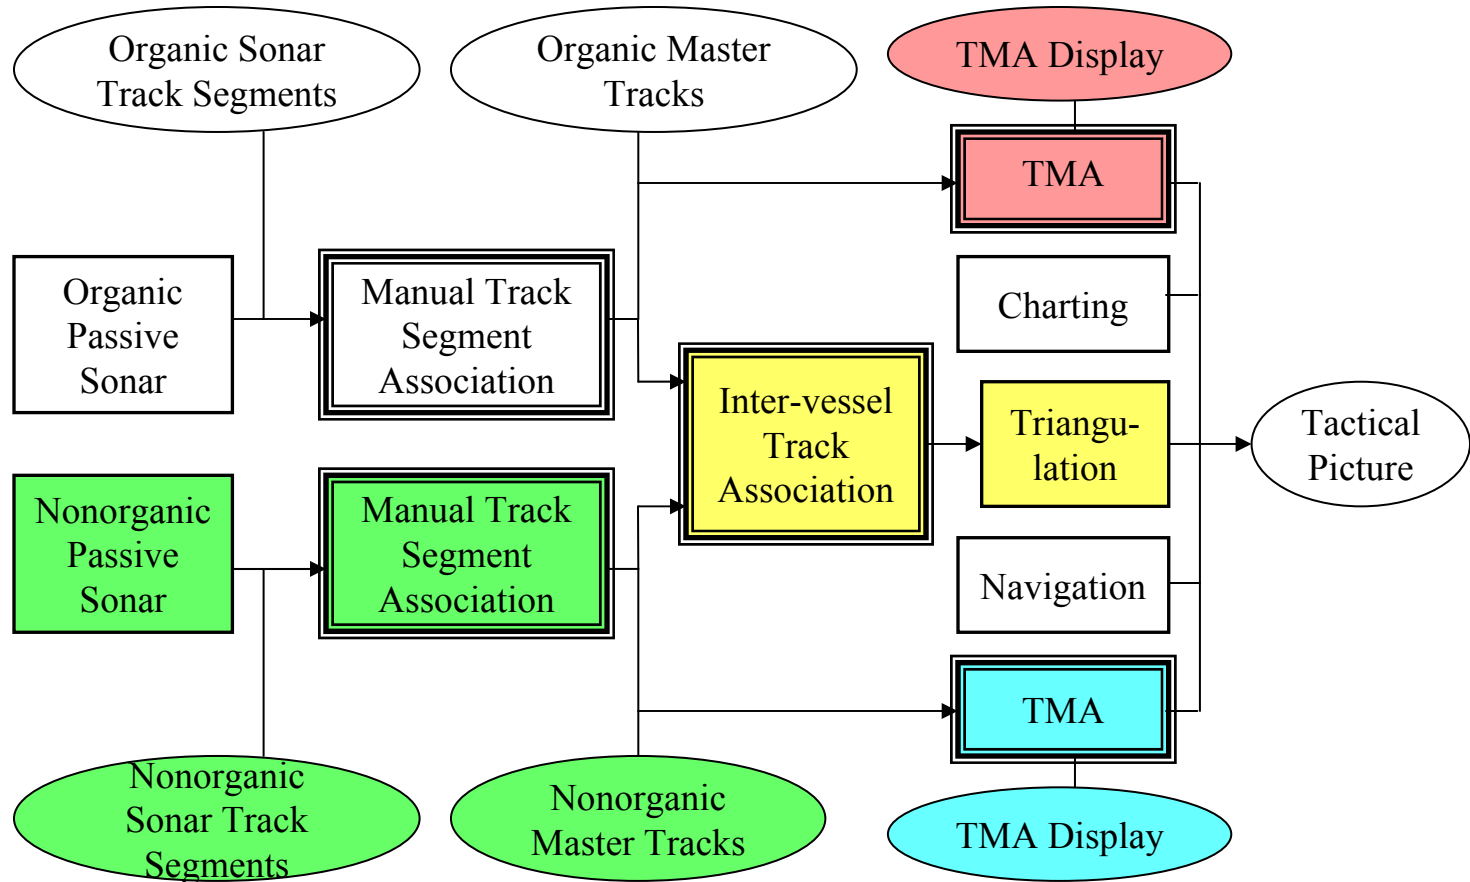 Organic Sonar
Track Segments
Organic Master
Tracks
TMA Display
TMA
Organic
Passive
Sonar
Manual Track
Segment
Association
Charting
Inter-vessel
Track
Association
Triangu-
lation
Tactical
Picture
Nonorganic
Passive
Sonar
Manual Track
Segment
Association
Navigation
TMA
Nonorganic
Sonar Track
Segments
Nonorganic
Master Tracks
TMA Display